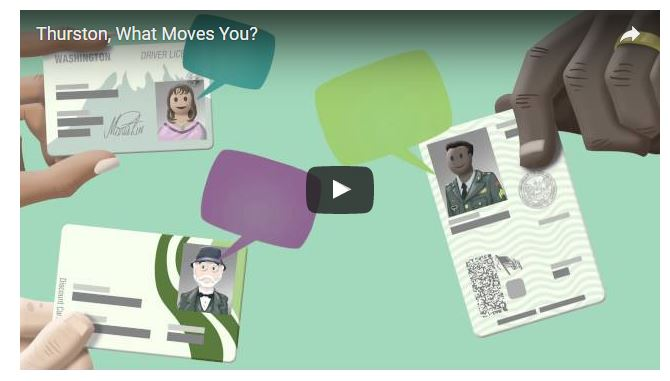 Thurston, What Moves You?
WASHINGTON DRIVER LICE
Discount Car